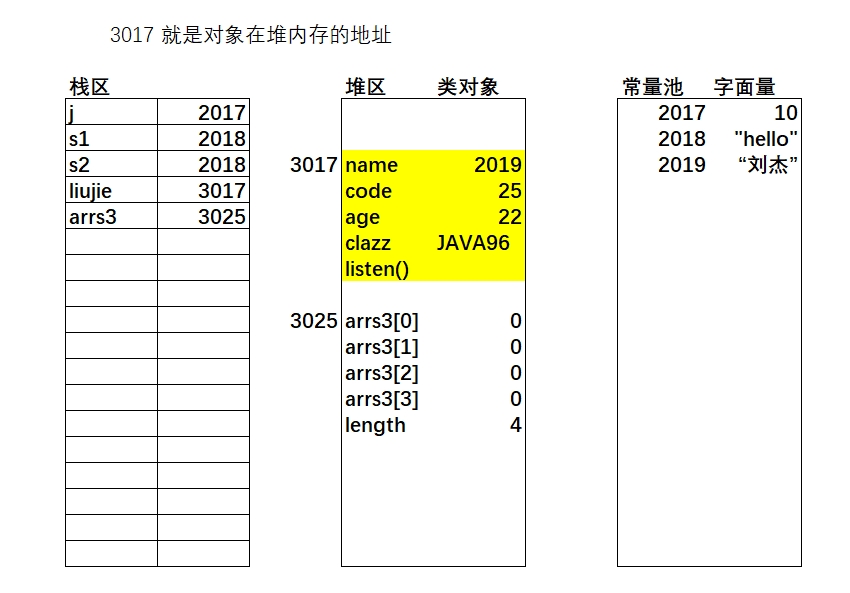 3017 就是对象在堆内存的地址
栈区 堆区 类对象 常量池 字面量
j 2017 2017 10
s1 2018 2018 "hello"
s2 2018 3017 name 2019 2019 “刘杰”
liujie 3017 code 25
arrs3 3025 age 22
clazz JAVA96
listen()
3025 arrs3[0] 0
arrs3[1] 0
arrs3[2] 0
arrs3[3] 0
length 4